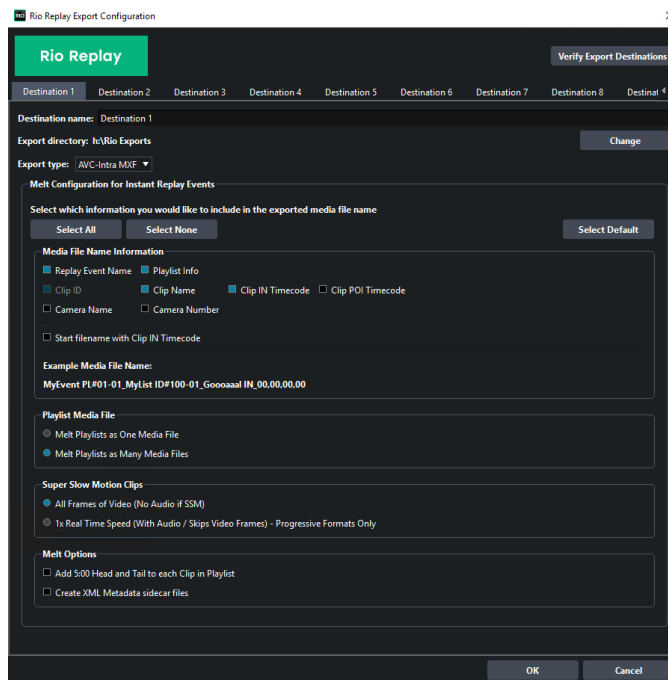 RIO Rio Replay Export Configuration
Rio Replay
Verify Export Destinations
Destination 1 Destination 2 Destination 3 Destination 4 Destination 5 Destination 6 Destination 7 Destination 8 Destinat
Destination name: Destination 1
Export directory: h:\Rio Exports Change
Export type: AVC-Intra MXF
Melt Configuration for Instant Replay Events
Select which information you would like to include in the exported media file name
Select All Select None Select Default
Media File Name Information
Replay Event Name Playlist Info
Clip ID Clip Name Clip IN Timecode Clip POI Timecode
Camera Name Camera Number
Start filename with Clip IN Timecode
Example Media File Name:
MyEvent PL#01-01_MyList ID#100-01_Goooaaal IN_00,00,00,00
Playlist Media File
Melt Playlists as One Media File
Melt Playlists as Many Media Files
Super Slow Motion Clips
All Frames of Video (No Audio if SSM)
1x Real Time Speed (With Audio / Skips Video Frames) - Progressive Formats Only
Melt Options
Add 5:00 Head and Tail to each Clip in Playlist
Create XML Metadata sidecar files
OK Cancel